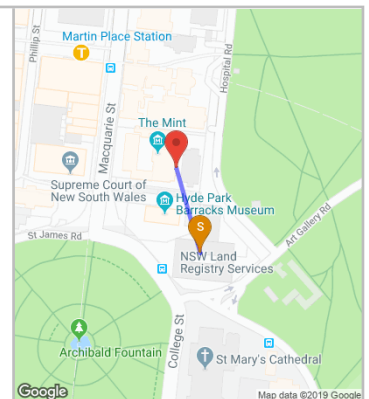 Phillip St
Martin Place Station
T
Hospital Rd
Macquarie St
The Mint
Supreme Court of
New South Wales
Hyde Park
Barracks Museum
S
St James Rd
NSW Land
Registry Services
Art Gallery Rd
Archibald Fountain
College St
St Mary's Cathedral
Google
Map data ©2019 Google